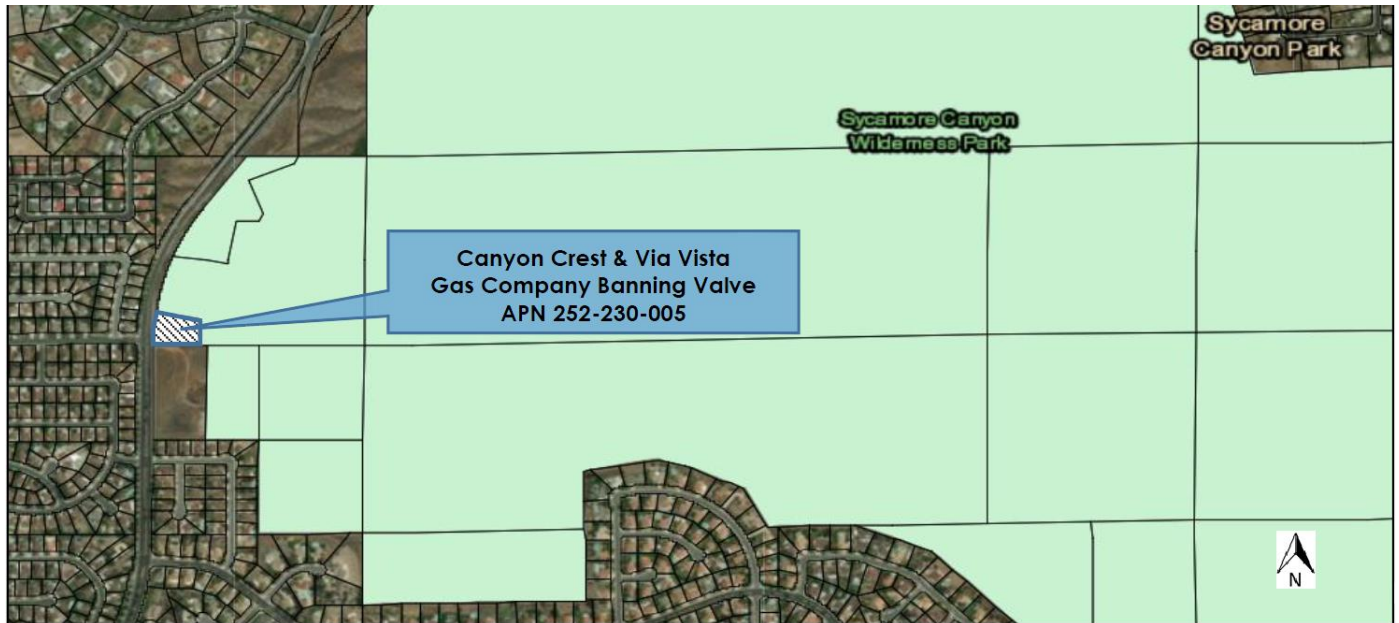 Sycamore
Canyon Park
Sycamore Canyon
Wilderness Park
Canyon Crest & Via Vista
Gas Company Banning Valve
APN 252-230-005
N